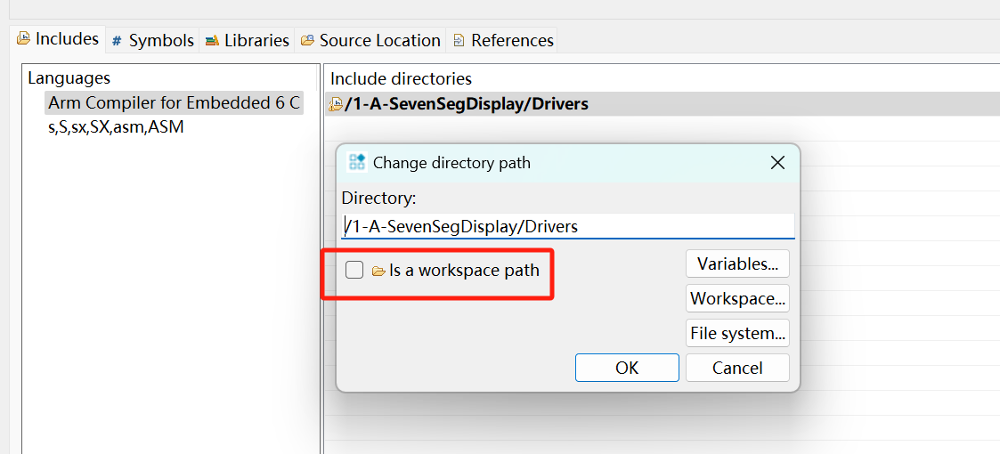 Includes # Symbols Libraries Source Location References
Languages
Arm Compiler for Embedded 6 C
s,S,sx,SX,asm,ASM
Include directories
/1-A-SevenSegDisplay/Drivers
Change directory path
Directory:
/1-A-SevenSegDisplay/Drivers
Is a workspace path
Variables...
Workspace...
File system...
OK Cancel